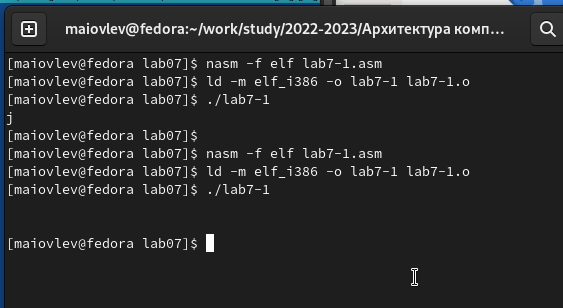 maiovlev@fedora:~/work/study/2022-2023/Архитектура комп...
[maiovlev@fedora lab07]$ nasm -f elf lab7-1.asm
[maiovlev@fedora lab07]$ ld -m elf_i386 -o lab7-1 lab7-1.o
[maiovlev@fedora lab07]$ ./lab7-1
j
[maiovlev@fedora lab07]$
[maiovlev@fedora lab07]$ nasm -f elf lab7-1.asm
[maiovlev@fedora lab07]$ ld -m elf_i386 -o lab7-1 lab7-1.o
[maiovlev@fedora lab07]$ ./lab7-1
[maiovlev@fedora lab07]$